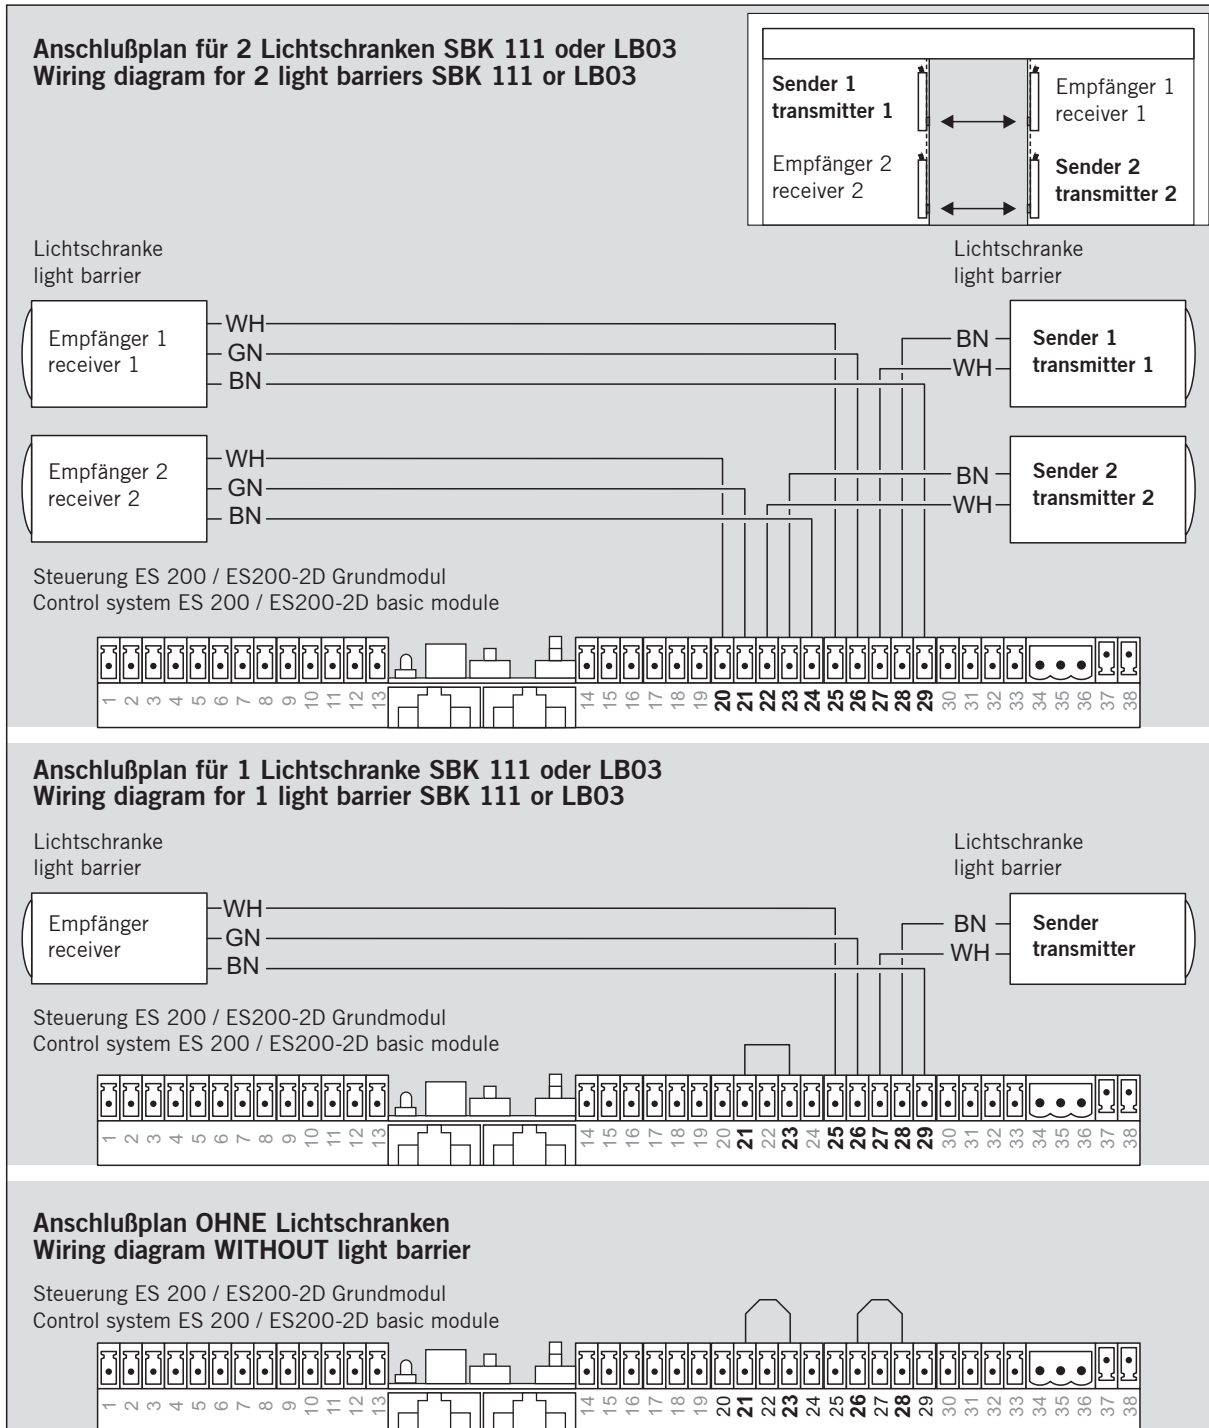 Anschlußplan für 2 Lichtschranken SBK 111 oder LB03
Wiring diagram for 2 light barriers SBK 111 or LB03
Sender 1
transmitter 1
Empfänger 1
receiver 1
Empfänger 2
receiver 2
Sender 2
transmitter 2
Lichtschranke
light barrier
Lichtschranke
light barrier
Empfänger 1
receiver 1
WH
GN
BN
BN
WH
Sender 1
transmitter 1
Empfänger 2
receiver 2
WH
GN
BN
BN
WH
Sender 2
transmitter 2
Steuerung ES 200 / ES200-2D Grundmodul
Control system ES 200 / ES200-2D basic module
1 2 3 4 5 6 7 8 9 10 11 12 13 14 15 16 17 18 19 20 21 22 23 24 25 26 27 28 29 30 31 32 33 34 35 36 37 38
Anschlußplan für 1 Lichtschranke SBK 111 oder LB03
Wiring diagram for 1 light barrier SBK 111 or LB03
Lichtschranke
light barrier
Lichtschranke
light barrier
Empfänger
receiver
WH
GN
BN
BN
WH
Sender
transmitter
Steuerung ES 200 / ES200-2D Grundmodul
Control system ES 200 / ES200-2D basic module
1 2 3 4 5 6 7 8 9 10 11 12 13 14 15 16 17 18 19 20 21 22 23 24 25 26 27 28 29 30 31 32 33 34 35 36 37 38
Anschlußplan OHNE Lichtschranken
Wiring diagram WITHOUT light barrier
Steuerung ES 200 / ES200-2D Grundmodul
Control system ES 200 / ES200-2D basic module
1 2 3 4 5 6 7 8 9 10 11 12 13 14 15 16 17 18 19 20 21 22 23 24 25 26 27 28 29 30 31 32 33 34 35 36 37 38